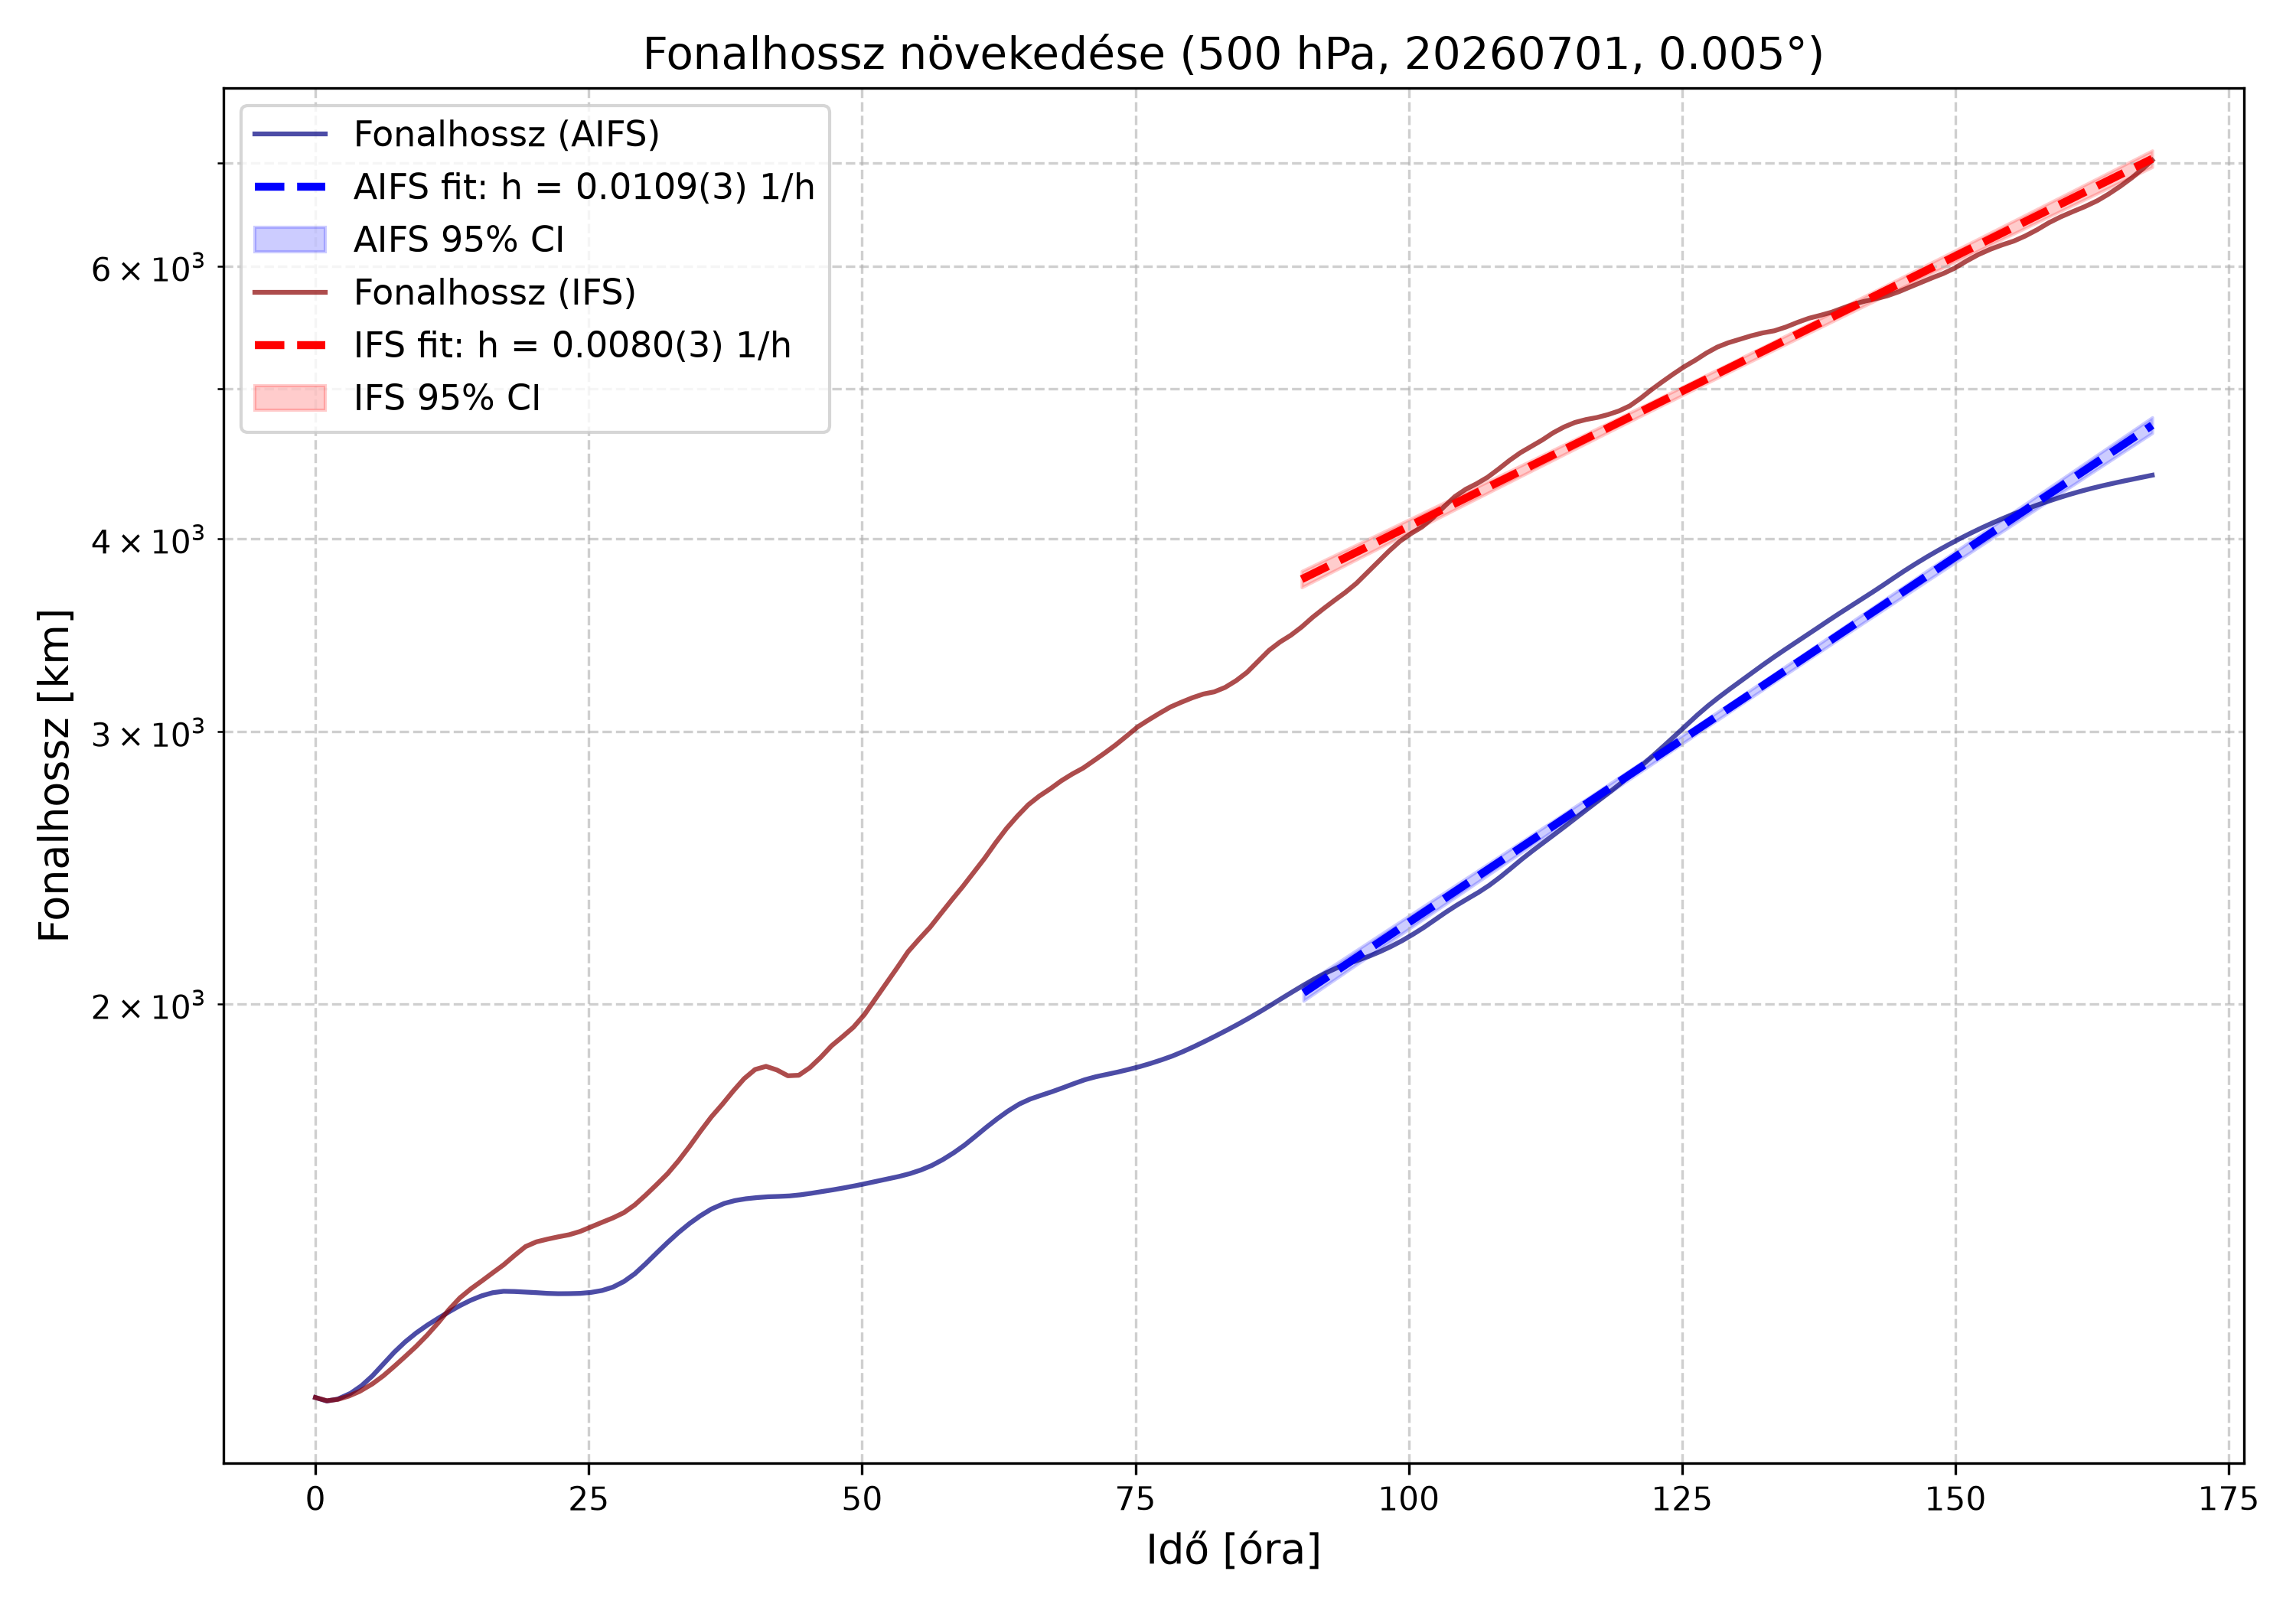 Fonalhossz növekedése (500 hPa, 20260701, 0.005°)
Fonalhossz (AIFS)
AIFS fit: h = 0.0109(3) 1/h
AIFS 95% CI
Fonalhossz (IFS)
IFS fit: h = 0.0080(3) 1/h
IFS 95% CI
Fonalhossz [km]
6 × 10³
4 × 10³
3 × 10³
2 × 10³
0 25 50 75 100 125 150 175
Idő [óra]